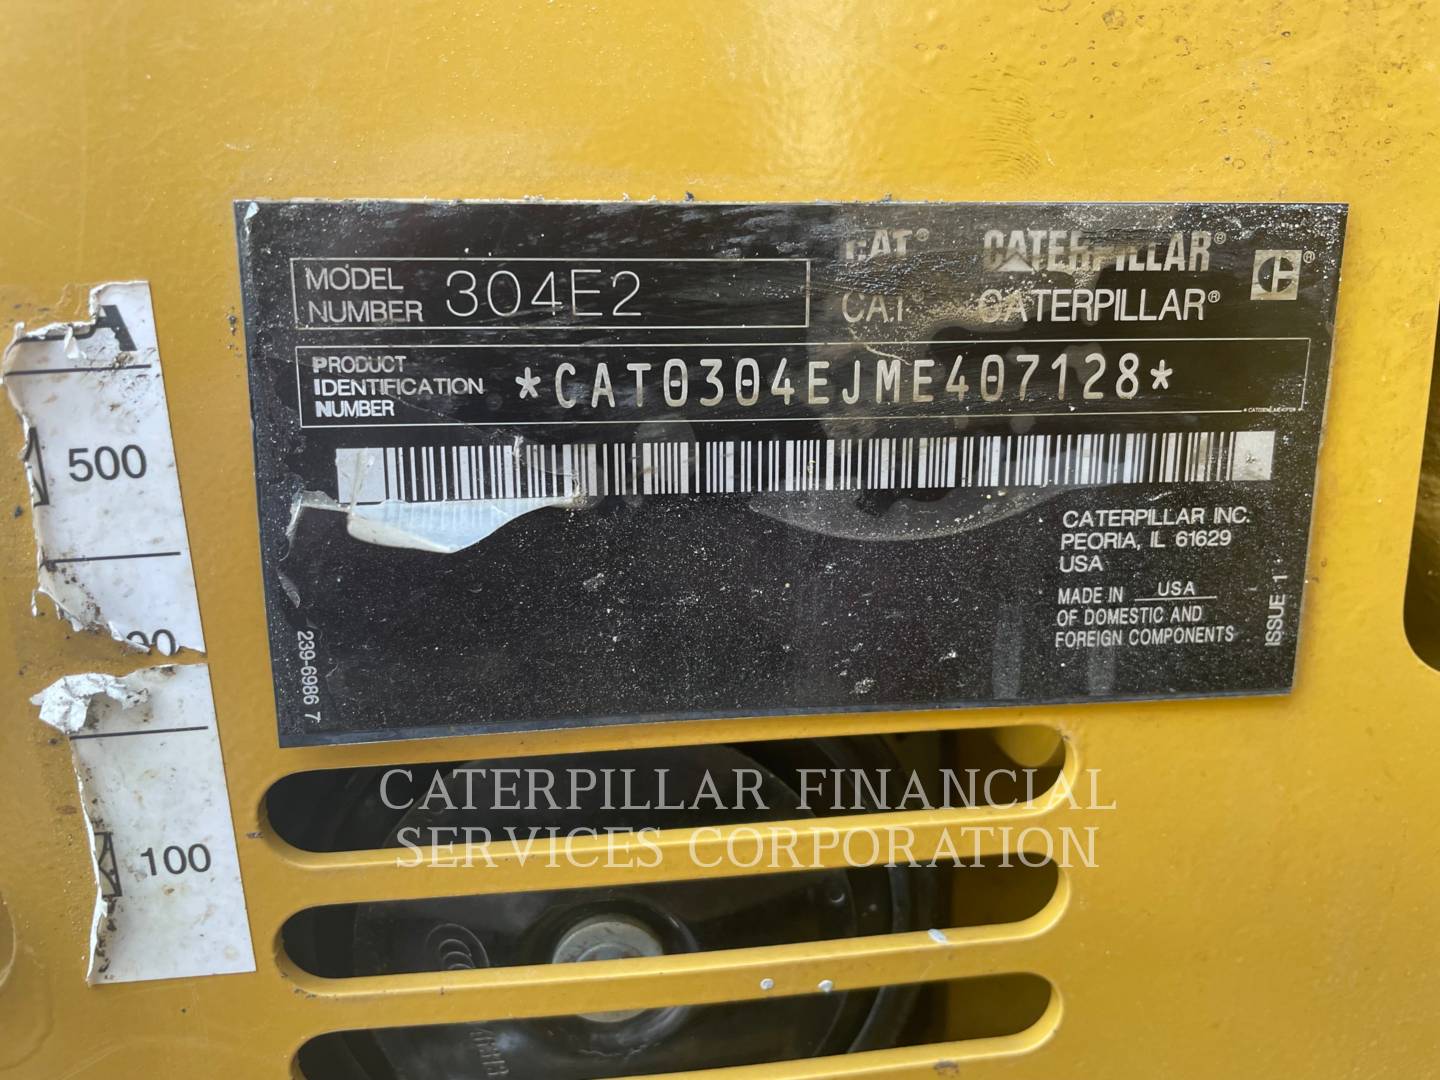 MODEL
NUMBER 304E2
CAT® CATERPILLAR®
CAT CATERPILLAR®
PRODUCT
IDENTIFICATION
NUMBER
*CAT0304EJME407128*
CATERPILLAR INC.
PEORIA, IL 61629
USA
MADE IN USA
OF DOMESTIC AND
FOREIGN COMPONENTS
ISSUE 1
239-6986 7
500
100
CATERPILLAR FINANCIAL
SERVICES CORPORATION